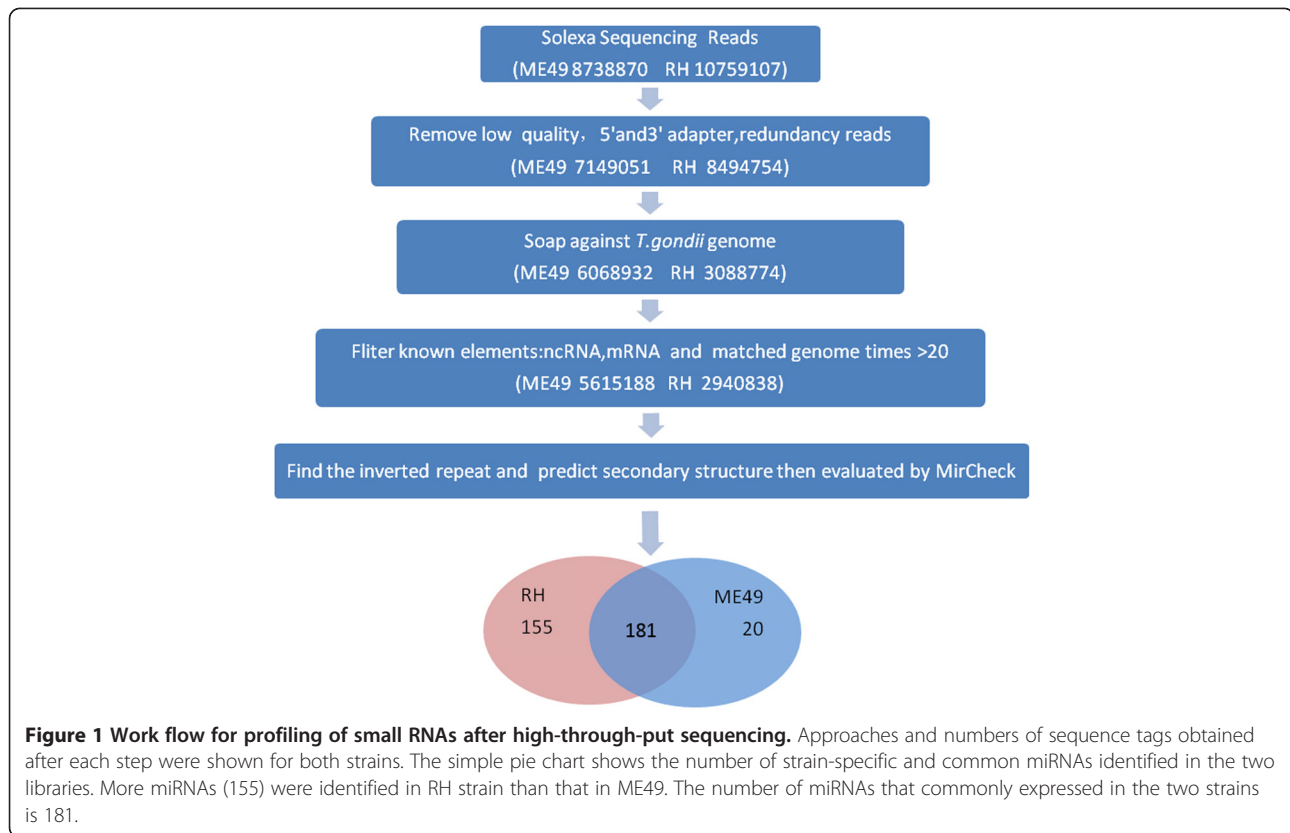 Solexa Sequencing Reads
(ME49 8738870 RH 10759107)
Remove low quality，5'and3' adapter,redundancy reads
(ME49 7149051 RH 8494754)
Soap against T.gondii genome
(ME49 6068932 RH 3088774)
Fliter known elements:ncRNA,mRNA and matched genome times >20
(ME49 5615188 RH 2940838)
Find the inverted repeat and predict secondary structure then evaluated by MirCheck
RH
155
181
ME49
20
Figure 1 Work flow for profiling of small RNAs after high-through-put sequencing. Approaches and numbers of sequence tags obtained
after each step were shown for both strains. The simple pie chart shows the number of strain-specific and common miRNAs identified in the two
libraries. More miRNAs (155) were identified in RH strain than that in ME49. The number of miRNAs that commonly expressed in the two strains
is 181.